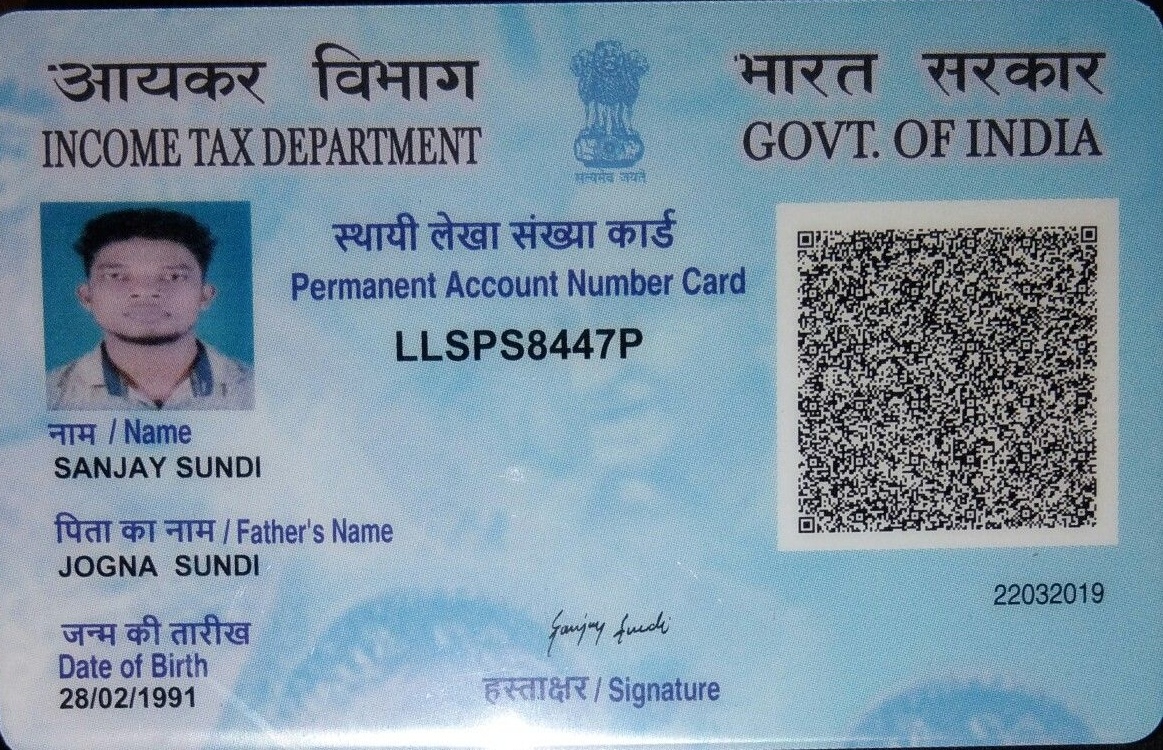 आयकर विभाग
INCOME TAX DEPARTMENT
सत्यमेव जयते
भारत सरकार
GOVT. OF INDIA
स्थायी लेखा संख्या कार्ड
Permanent Account Number Card
LLSPS8447P
नाम / Name
SANJAY SUNDI
पिता का नाम / Father's Name
JOGNA SUNDI
जन्म की तारीख
Date of Birth
28/02/1991
Sanjay Sundi
हस्ताक्षर / Signature
22032019